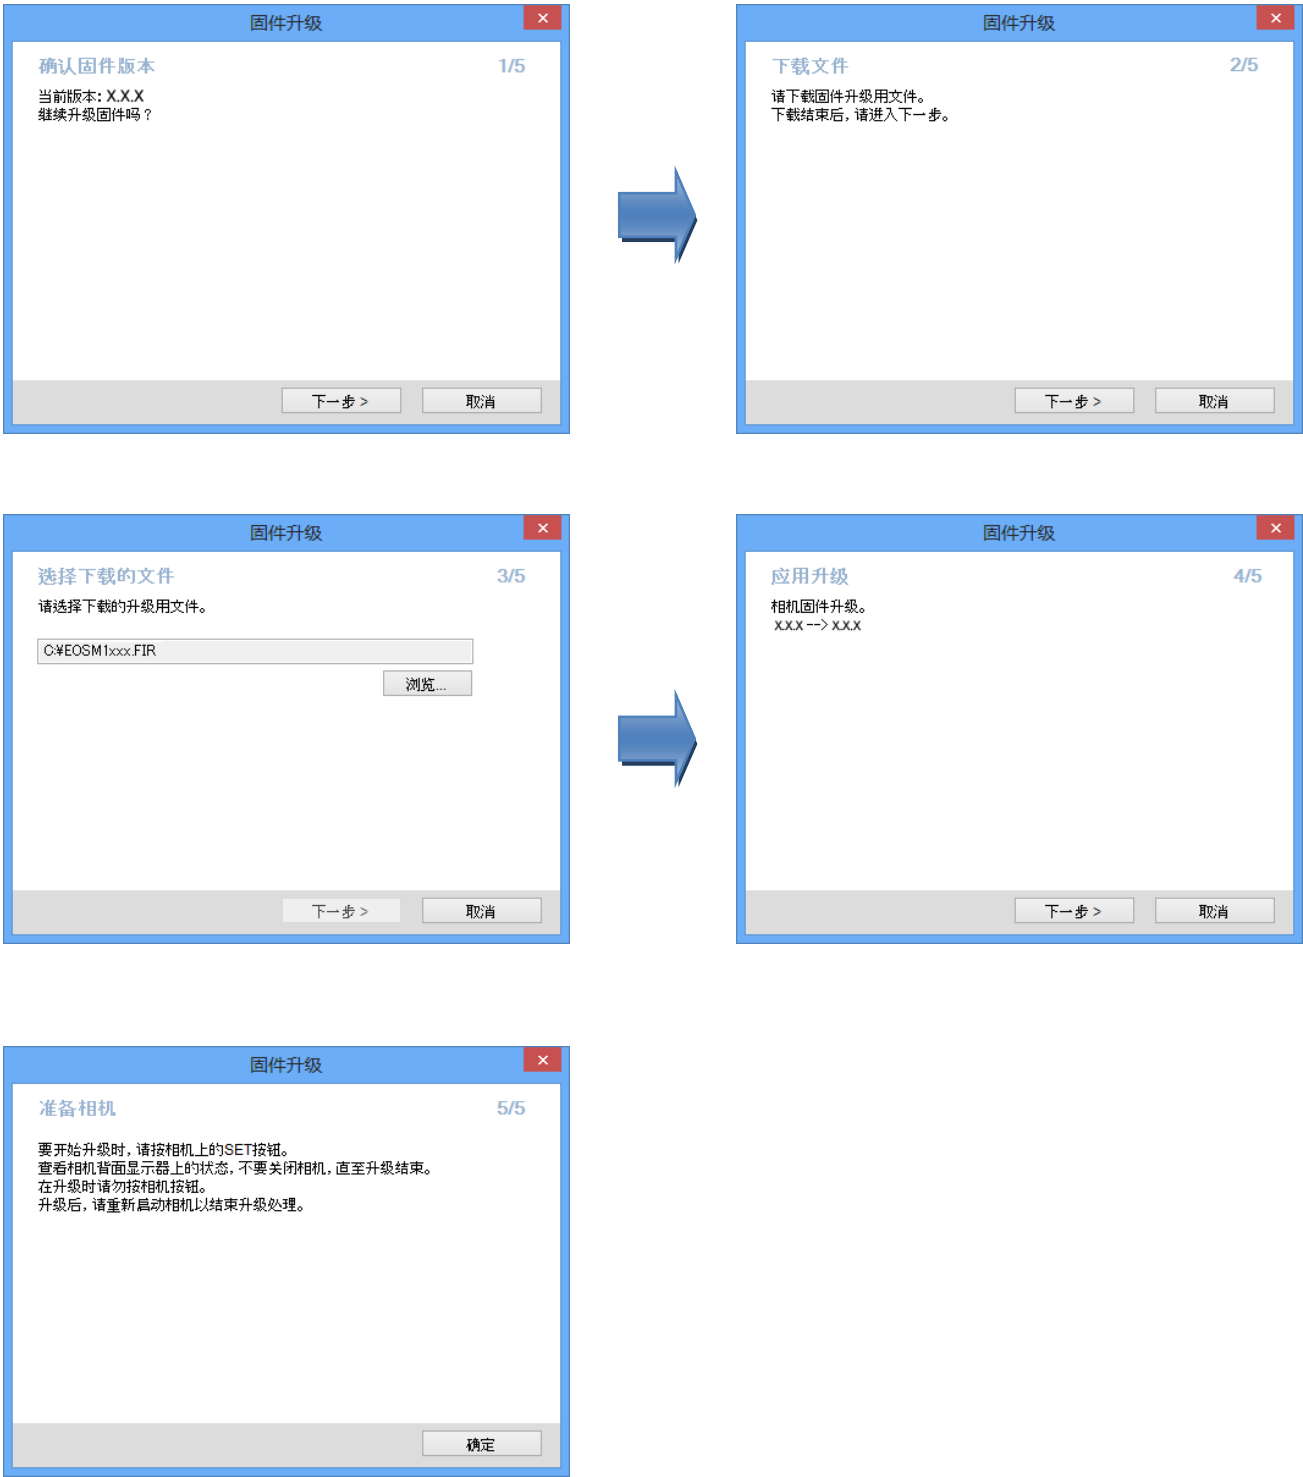 固件升级
确认固件版本 1/5
当前版本: X.X.X
继续升级固件吗？
下一步 > 取消
固件升级
下载文件 2/5
请下载固件升级用文件。
下载结束后, 请进入下一步。
下一步 > 取消
固件升级
选择下载的文件 3/5
请选择下载的升级用文件。
C:¥EOSM1xxx.FIR
浏览...
下一步 > 取消
固件升级
应用升级 4/5
相机固件升级。
X.X.X --> X.X.X
下一步 > 取消
固件升级
准备相机 5/5
要开始升级时, 请按相机上的SET按钮。
查看相机背面显示器上的状态, 不要关闭相机, 直至升级结束。
在升级时请勿按相机按钮。
升级后, 请重新启动相机以结束升级处理。
确定